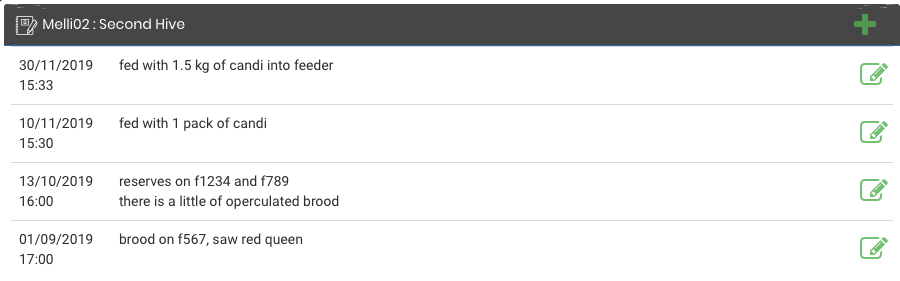 Melli02 : Second Hive
30/11/2019 fed with 1.5 kg of candi into feeder
15:33
10/11/2019 fed with 1 pack of candi
15:30
13/10/2019 reserves on f1234 and f789
16:00 there is a little of operculated brood
01/09/2019 brood on f567, saw red queen
17:00